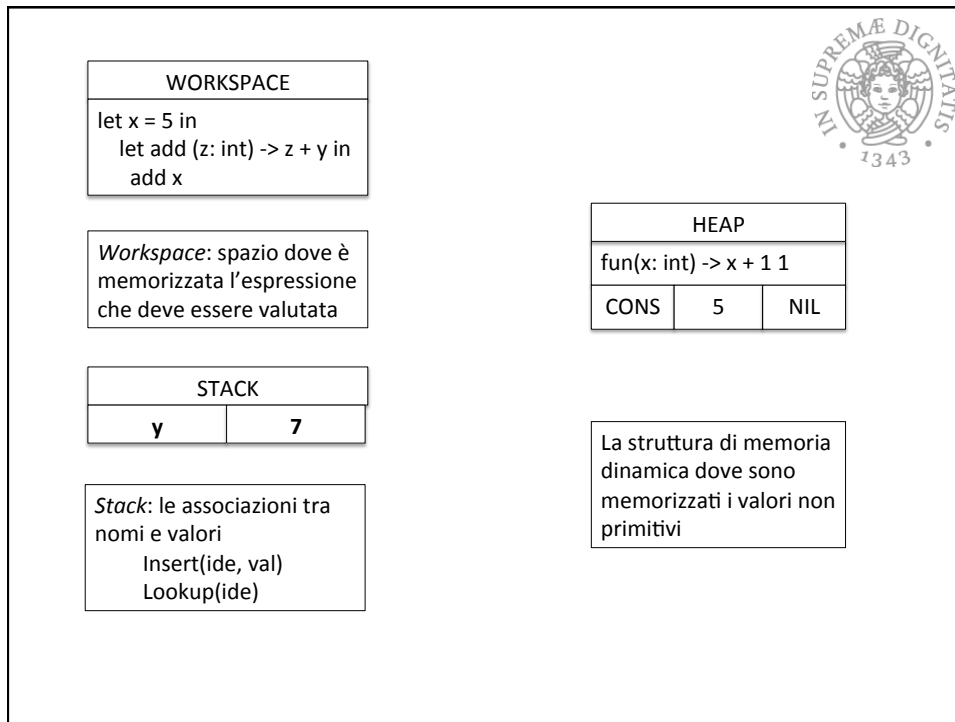 WORKSPACE
let x = 5 in
let add (z: int) -> z + y in
add x
Workspace: spazio dove è
memorizzata l'espressione
che deve essere valutata
STACK
y 7
Stack: le associazioni tra
nomi e valori
Insert(ide, val)
Lookup(ide)
IN SUPREMÆ DIGNITATIS
1343
HEAP
fun(x: int) -> x + 1 1
CONS 5 NIL
La struttura di memoria
dinamica dove sono
memorizzati i valori non
primitivi